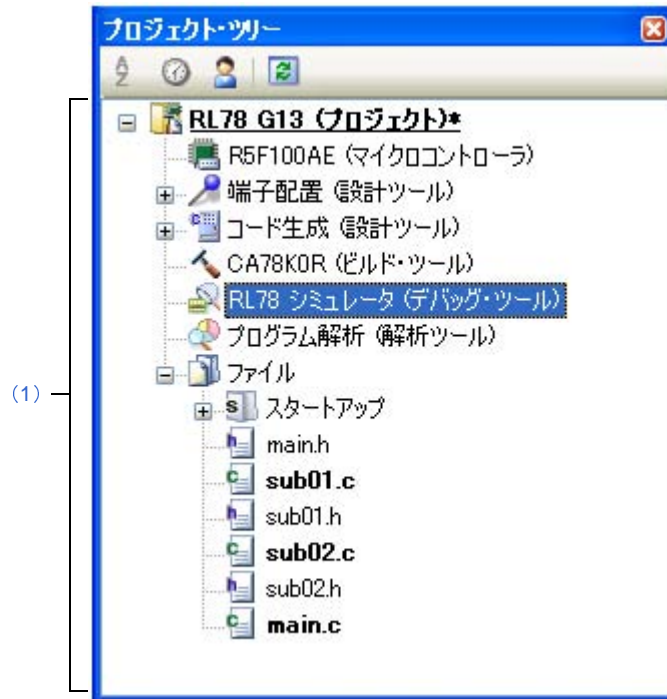 プロジェクト・ツリー
RL78 G13 (プロジェクト)*
R5F100AE (マイクロコントローラ)
端子配置 (設計ツール)
コード生成 (設計ツール)
CA78K0R (ビルド・ツール)
RL78 シミュレータ (デバッグ・ツール)
プログラム解析 (解析ツール)
ファイル
(1)
スタートアップ
main.h
sub01.c
sub01.h
sub02.c
sub02.h
main.c